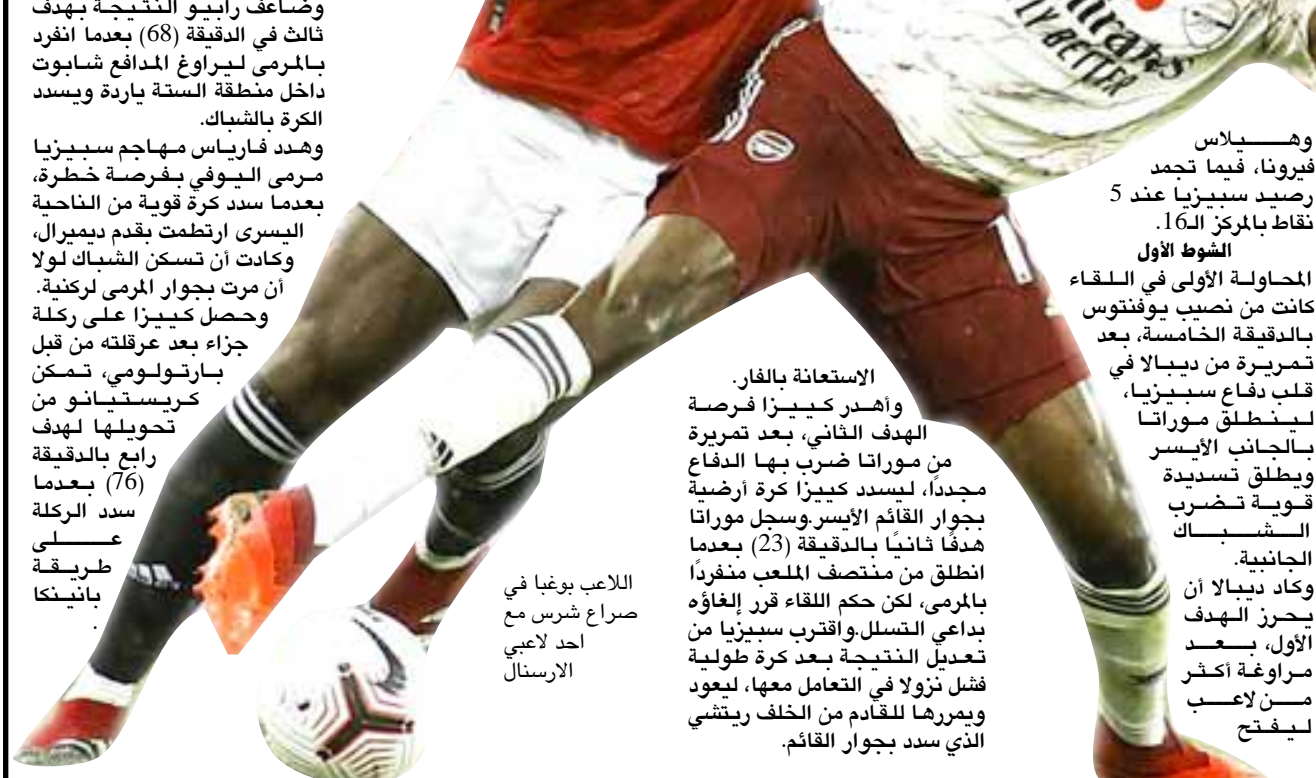 وهـــــيلاس
فيرونا، فيما تجمد
رصيد سبيزيا عند 5
نقاط بالمركز الـ16.
الشوط الأول
المحاولة الأولى في اللقاء
كانت من نصيب يوفنتوس
بالدقيقة الخامسة، بعد
تمريرة من ديبالا في
قلب دفاع سبيزيا،
لينطلق موراتا
بالجانب الأيسر
ويطلق تسديدة
قوية تضرب
الشباك
الجانبية.
وكاد ديبالا أن
يحرز الهدف
الأول، بعد
مراوغة أكثر
من لاعب
ليفتح
الاستعانة بالفار.
وأهدر كييزا فرصة
الهدف الثاني، بعد تمريرة
من موراتا ضرب بها الدفاع
مجددًا، ليسدد كييزا كرة أرضية
بجوار القائم الأيسر.وسجل موراتا
هدفًا ثانيًا بالدقيقة (23) بعدما
انطلق من منتصف الملعب منفردًا
بالمرمى، لكن حكم اللقاء قرر إلغاؤه
بداعي التسلل.واقترب سبيزيا من
تعديل النتيجة بعد كرة طولية
فشل نزولا في التعامل معها، ليعود
ويمررها للقادم من الخلف ريتشي
الذي سدد بجوار القائم.
اللاعب بوغبا في
صراع شرس مع
احد لاعبي
الارسنال
وضاعف رابيو النتيجة بهدف
ثالث في الدقيقة (68) بعدما انفرد
بالمرمى ليراوغ المدافع شابوت
داخل منطقة الستة ياردة ويسدد
الكرة بالشباك.
وهدد فارياس مهاجم سبيزيا
مرمى اليوفي بفرصة خطرة،
بعدما سدد كرة قوية من الناحية
اليسرى ارتطمت بقدم ديميرال،
وكادت أن تسكن الشباك لولا
أن مرت بجوار المرمى لركنية.
وحصل كييزا على ركلة
جزاء بعد عرقلته من قبل
بارتولومي، تمكن
كريستيانو من
تحويلها لهدف
رابع بالدقيقة
(76) بعدما
سدد الركلة
عـــلى
طريقة
بانينكا
.
Emirates
FLY BETTER